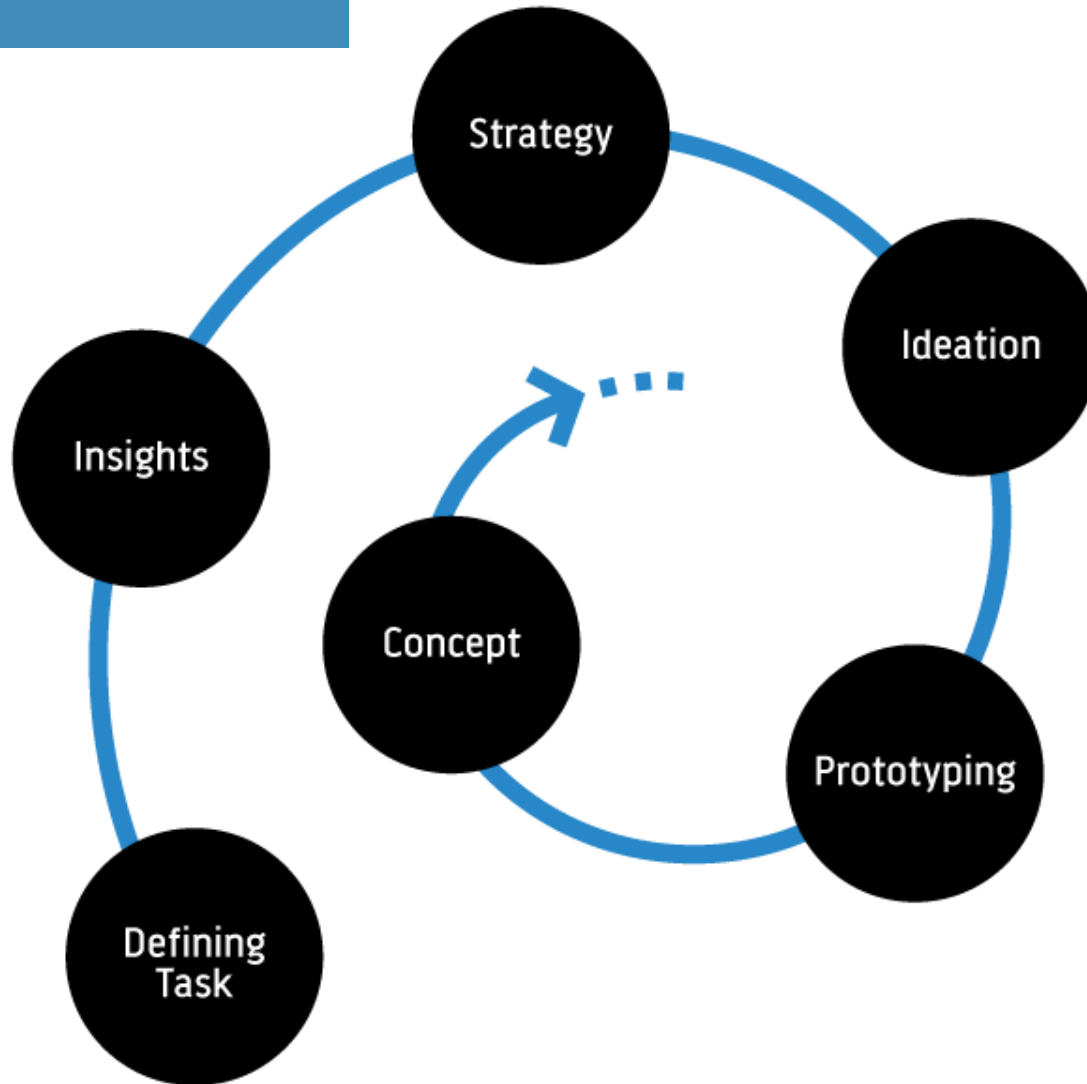 Strategy
Ideation
Insights
Concept
Prototyping
Defining
Task